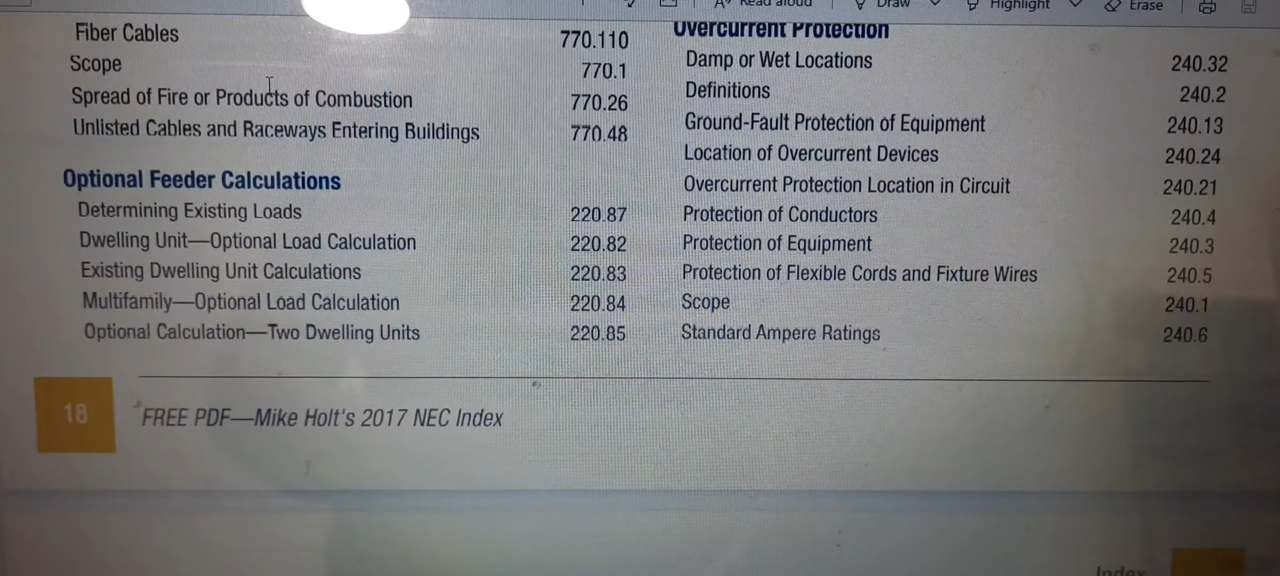 Read aloud
Draw
Highlight
Erase
Fiber Cables 770.110
Scope 770.1
Spread of Fire or Products of Combustion 770.26
Unlisted Cables and Raceways Entering Buildings 770.48
Optional Feeder Calculations
Determining Existing Loads 220.87
Dwelling Unit—Optional Load Calculation 220.82
Existing Dwelling Unit Calculations 220.83
Multifamily—Optional Load Calculation 220.84
Optional Calculation—Two Dwelling Units 220.85
Overcurrent Protection
Damp or Wet Locations 240.32
Definitions 240.2
Ground-Fault Protection of Equipment 240.13
Location of Overcurrent Devices 240.24
Overcurrent Protection Location in Circuit 240.21
Protection of Conductors 240.4
Protection of Equipment 240.3
Protection of Flexible Cords and Fixture Wires 240.5
Scope 240.1
Standard Ampere Ratings 240.6
18
FREE PDF—Mike Holt's 2017 NEC Index
Index